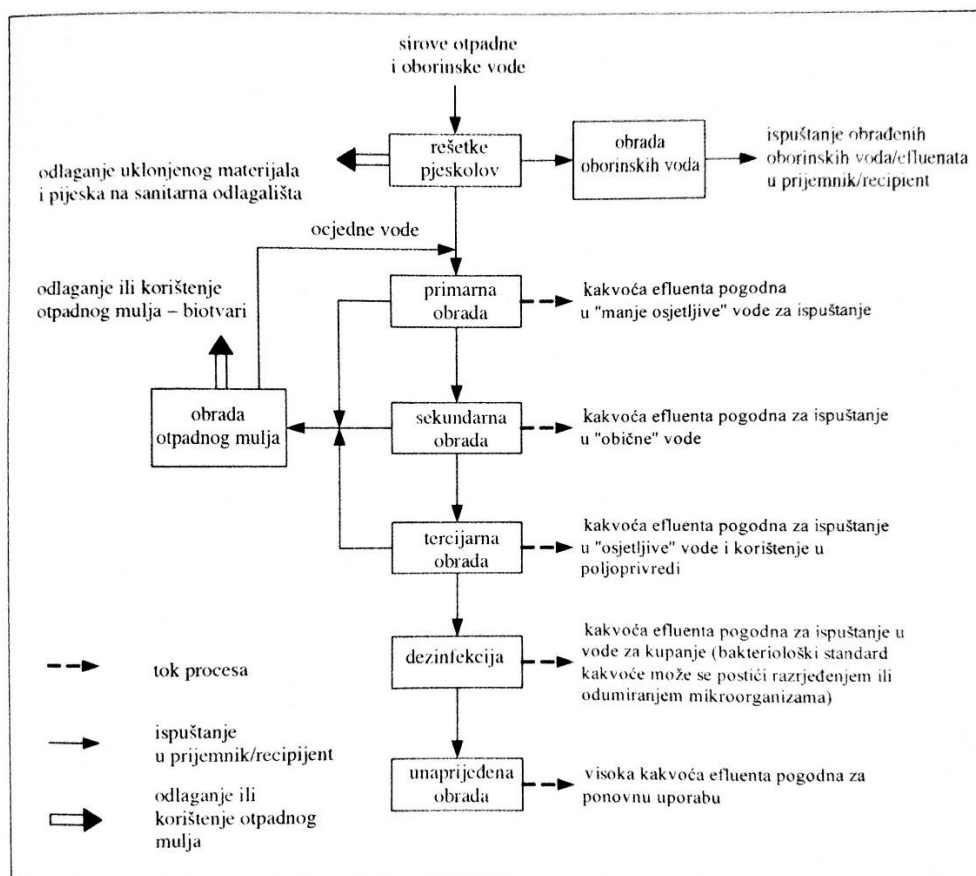 sirove otpadne
i oborinske vode
rešetke
pjeskolov
obrada
oborinskih voda
ispuštanje obrađenih
oborinskih voda/efluenata
u prijemnik/recipient
odlaganje uklonjenog materijala
i pijeska na sanitarna odlagališta
ocjedne vode
odlaganje ili korištenje
otpadnog mulja – biotvari
primarna
obrada
kakvoća efluenta pogodna
u "manje osjetljive" vode za ispuštanje
obrada
otpadnog mulja
sekundarna
obrada
kakvoća efluenta pogodna za ispuštanje
u "obične" vode
tercijarna
obrada
kakvoća efluenta pogodna za ispuštanje
u "osjetljive" vode i korištenje u
poljoprivredi
dezinfekcija
kakvoća efluenta pogodna za ispuštanje u
vode za kupanje (bakteriološki standard
kakvoće može se postići razrjeđenjem ili
odumiranjem mikroorganizama)
unaprijeđena
obrada
visoka kakvoća efluenta pogodna za
ponovnu uporabu
tok procesa
ispuštanje
u prijemnik/recipijent
odlaganje ili
korištenje otpadnog
mulja